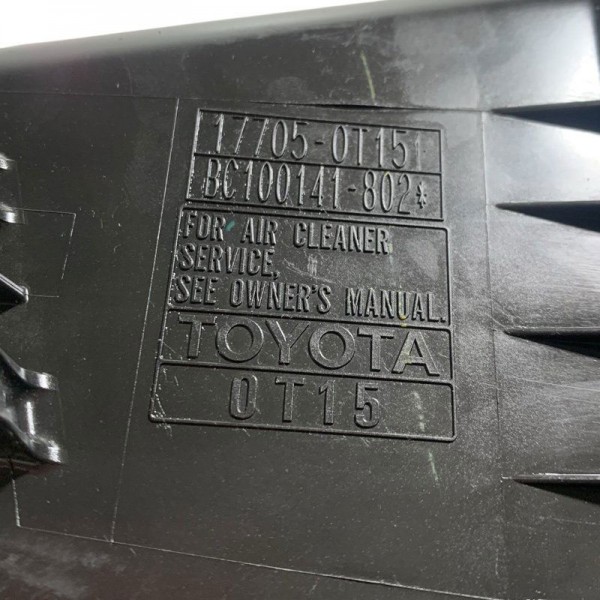 17705-0T151
BC100141-802*
FOR AIR CLEANER
SERVICE,
SEE OWNER'S MANUAL.
TOYOTA
0T15